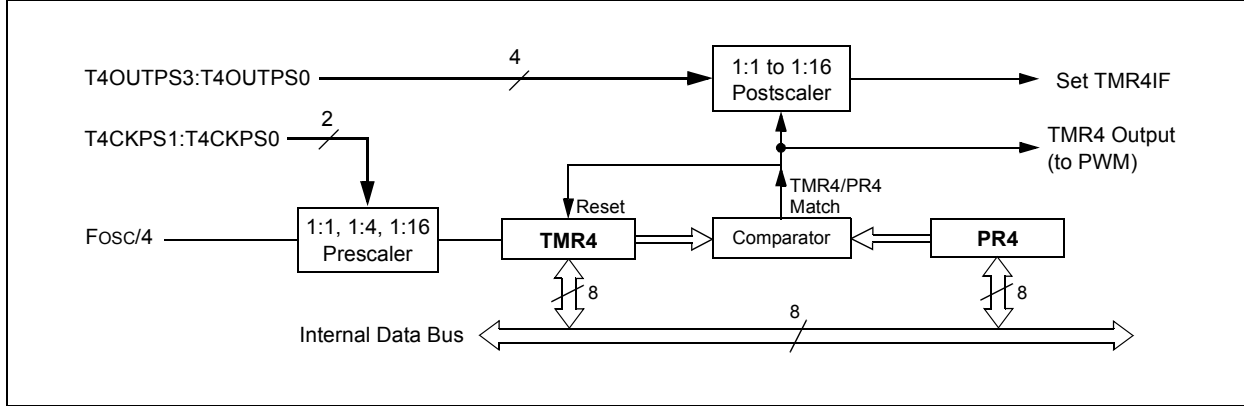 T4OUTPS3:T4OUTPS0
4
1:1 to 1:16
Postscaler
Set TMR4IF
T4CKPS1:T4CKPS0
2
TMR4 Output
(to PWM)
TMR4/PR4
Match
Reset
FOSC/4
1:1, 1:4, 1:16
Prescaler
TMR4
Comparator
PR4
8
8
8
Internal Data Bus